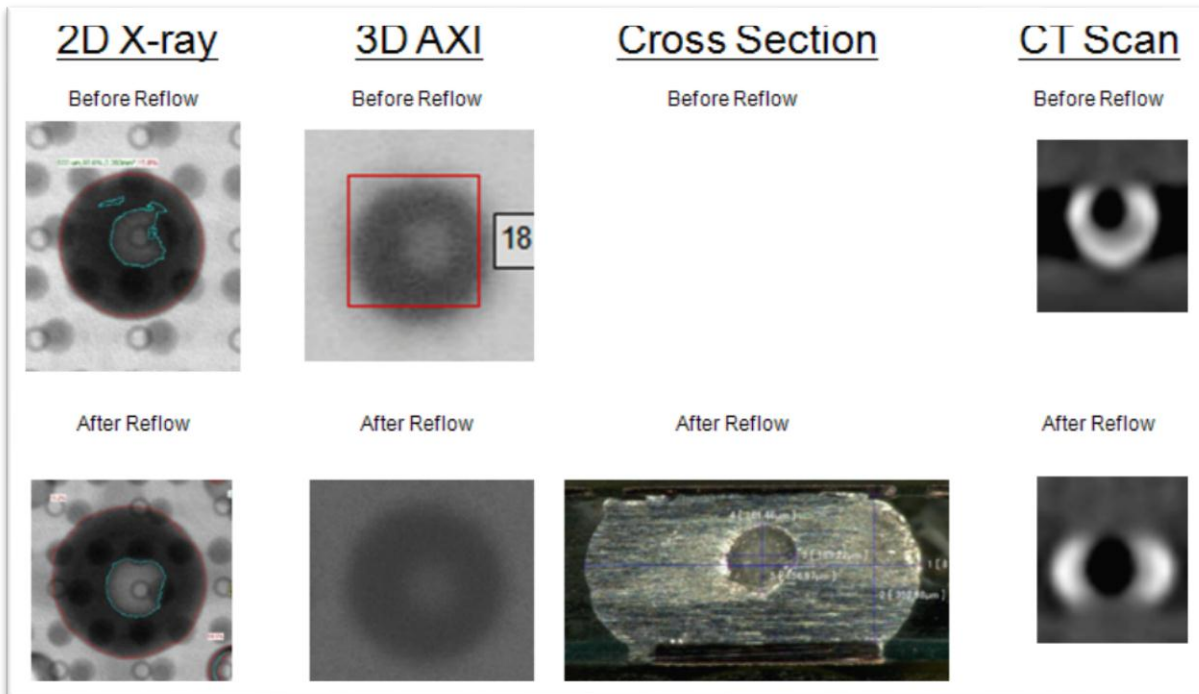 2D X-ray 3D AXI Cross Section CT Scan
Before Reflow Before Reflow Before Reflow Before Reflow
18
After Reflow After Reflow After Reflow After Reflow